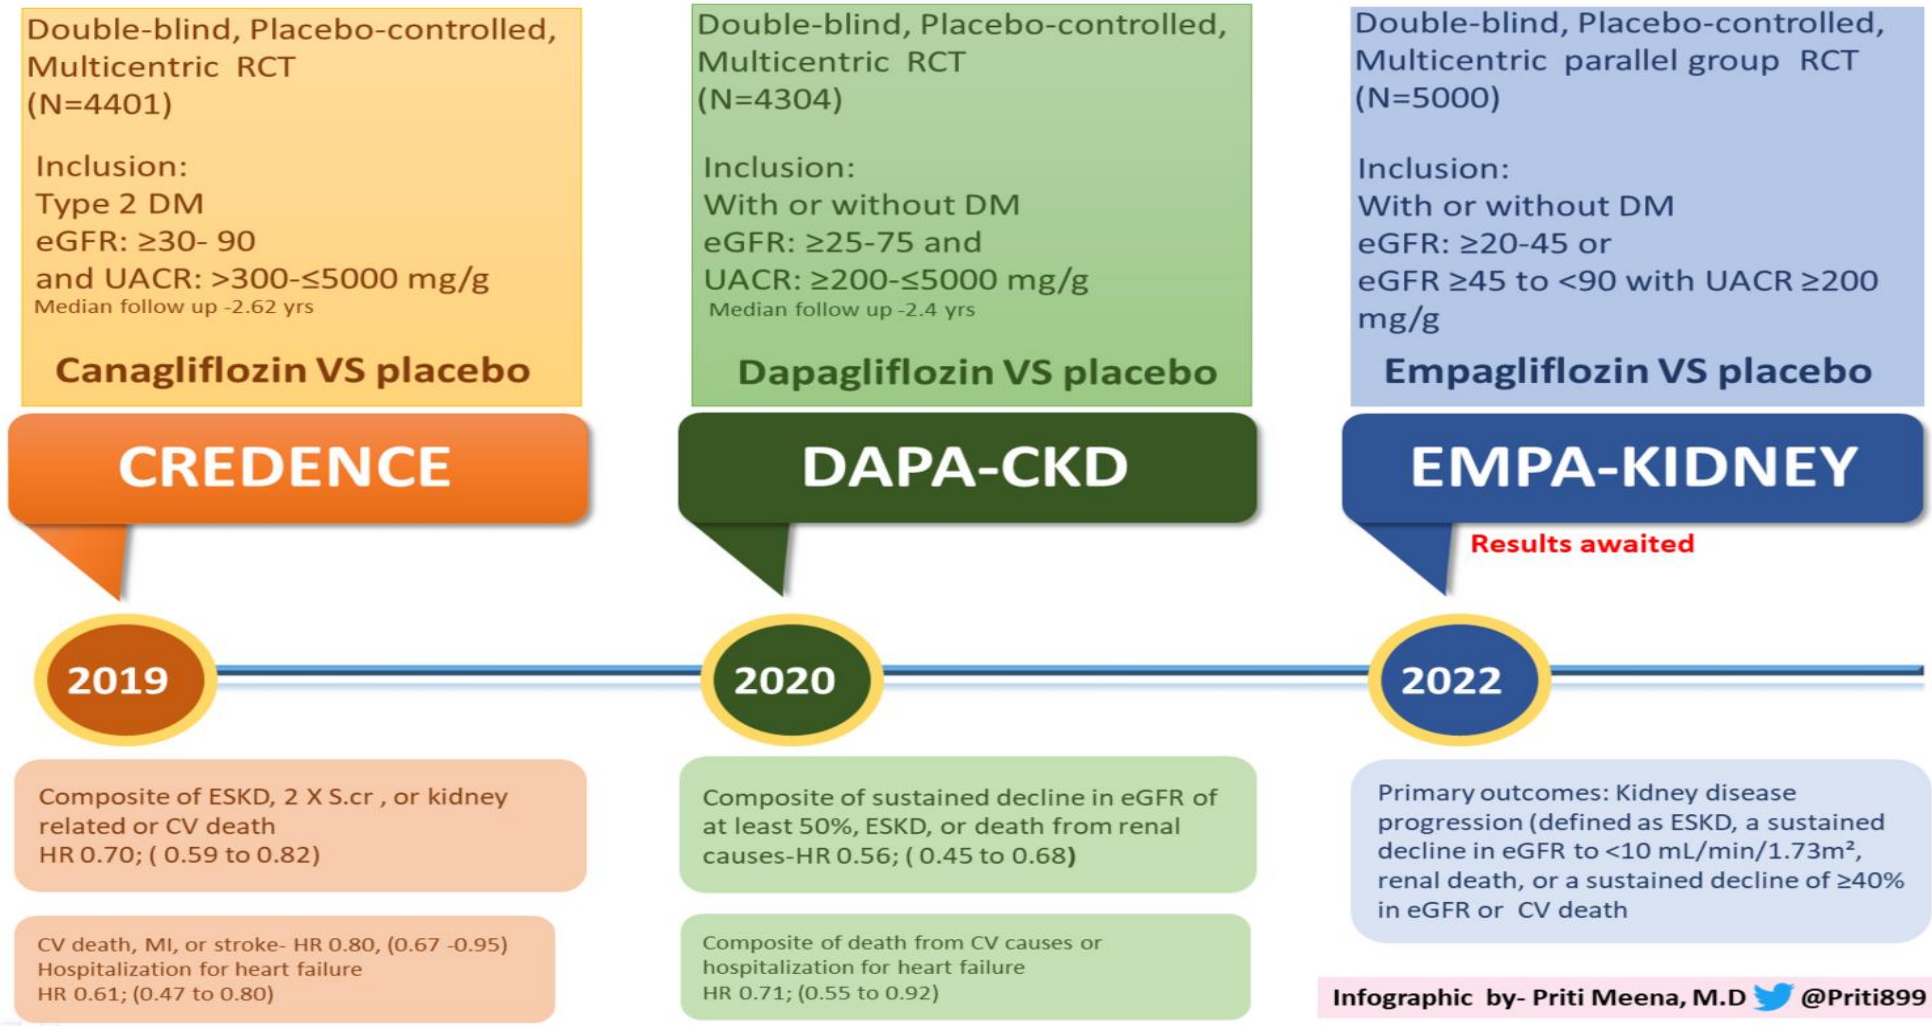 Double-blind, Placebo-controlled,
Multicentric RCT
(N=4401)
Inclusion:
Type 2 DM
eGFR: ≥30- 90
and UACR: >300-≤5000 mg/g
Median follow up -2.62 yrs
Canagliflozin VS placebo
CREDENCE
2019
Composite of ESKD, 2 X S.cr , or kidney
related or CV death
HR 0.70; ( 0.59 to 0.82)
CV death, MI, or stroke- HR 0.80, (0.67 -0.95)
Hospitalization for heart failure
HR 0.61; (0.47 to 0.80)
Double-blind, Placebo-controlled,
Multicentric RCT
(N=4304)
Inclusion:
With or without DM
eGFR: ≥25-75 and
UACR: ≥200-≤5000 mg/g
Median follow up -2.4 yrs
Dapagliflozin VS placebo
DAPA-CKD
2020
Composite of sustained decline in eGFR of
at least 50%, ESKD, or death from renal
causes-HR 0.56; ( 0.45 to 0.68)
Composite of death from CV causes or
hospitalization for heart failure
HR 0.71; (0.55 to 0.92)
Double-blind, Placebo-controlled,
Multicentric parallel group RCT
(N=5000)
Inclusion:
With or without DM
eGFR: ≥20-45 or
eGFR ≥45 to <90 with UACR ≥200
mg/g
Empagliflozin VS placebo
EMPA-KIDNEY
Results awaited
2022
Primary outcomes: Kidney disease
progression (defined as ESKD, a sustained
decline in eGFR to <10 mL/min/1.73m²,
renal death, or a sustained decline of ≥40%
in eGFR or CV death
Infographic by- Priti Meena, M.D @Priti899